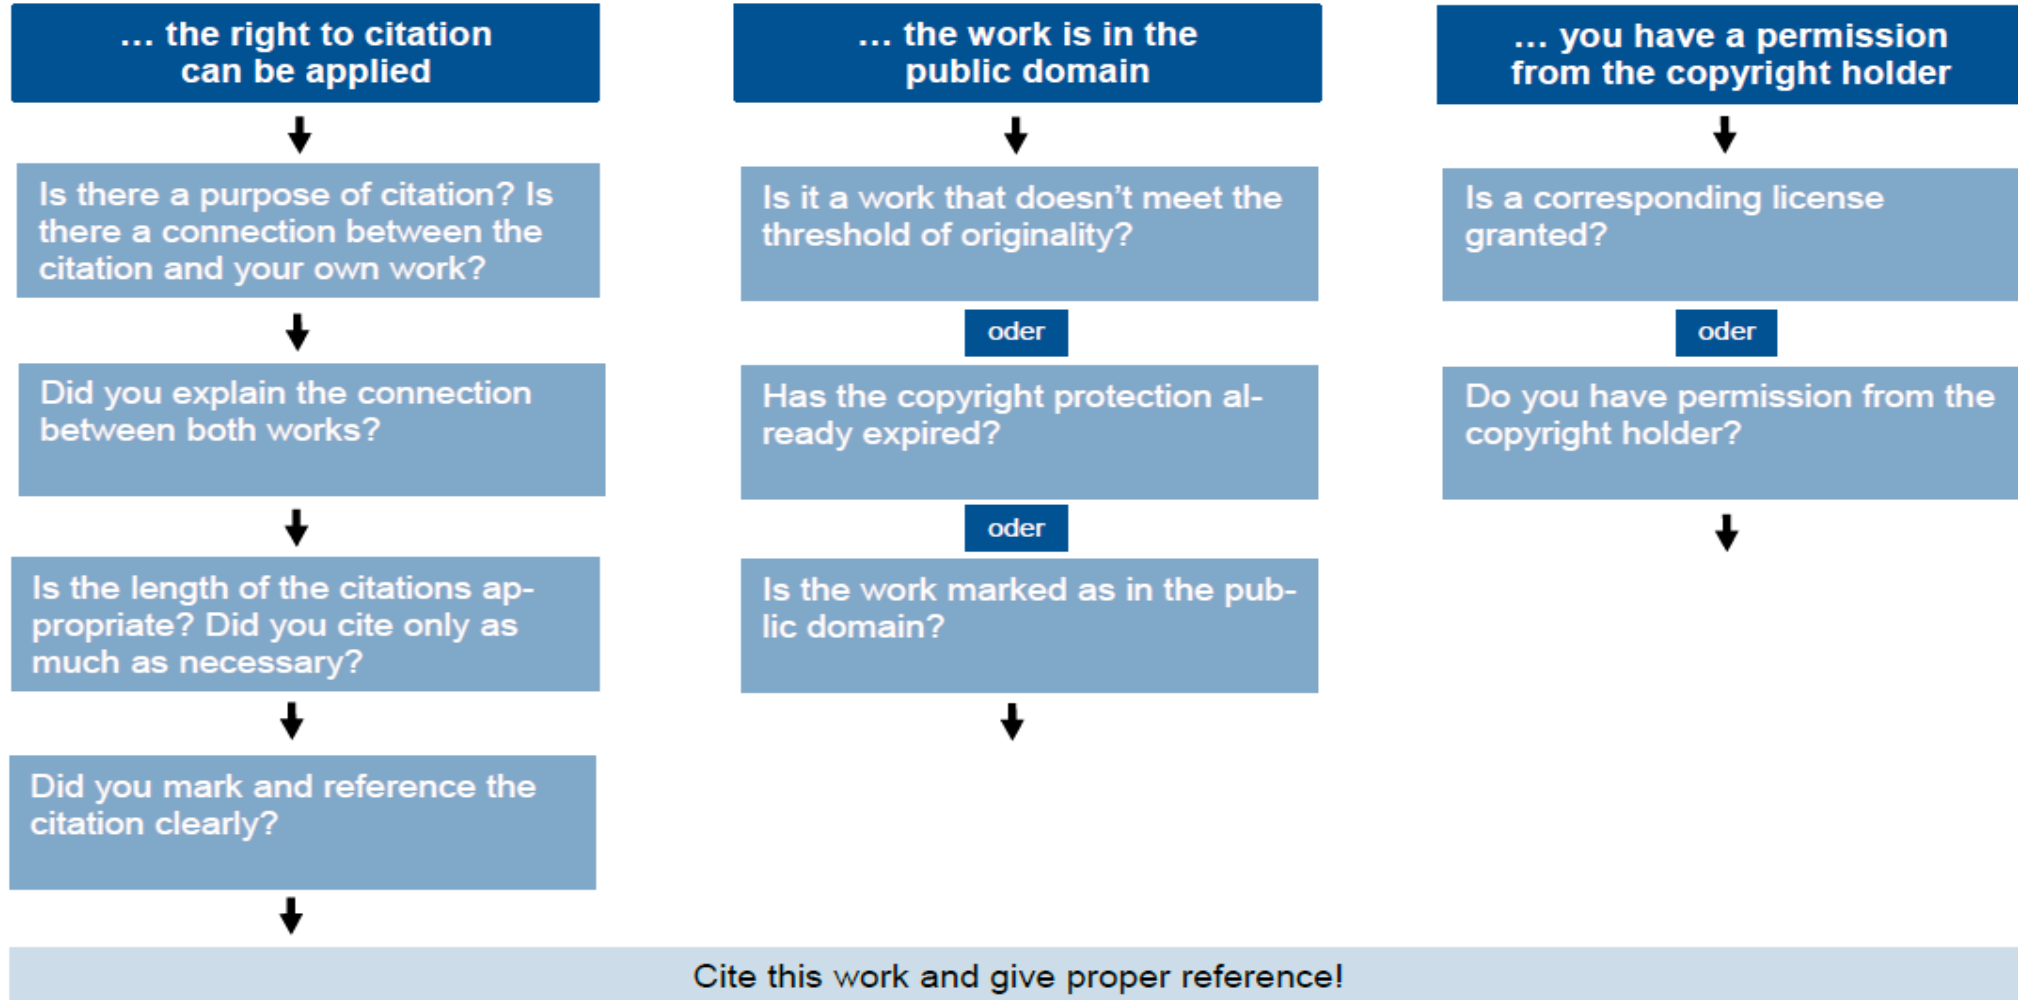 ... the right to citation
can be applied
Is there a purpose of citation? Is
there a connection between the
citation and your own work?
Did you explain the connection
between both works?
Is the length of the citations ap-
propriate? Did you cite only as
much as necessary?
Did you mark and reference the
citation clearly?
... the work is in the
public domain
Is it a work that doesn't meet the
threshold of originality?
oder
Has the copyright protection al-
ready expired?
oder
Is the work marked as in the pub-
lic domain?
... you have a permission
from the copyright holder
Is a corresponding license
granted?
oder
Do you have permission from the
copyright holder?
Cite this work and give proper reference!